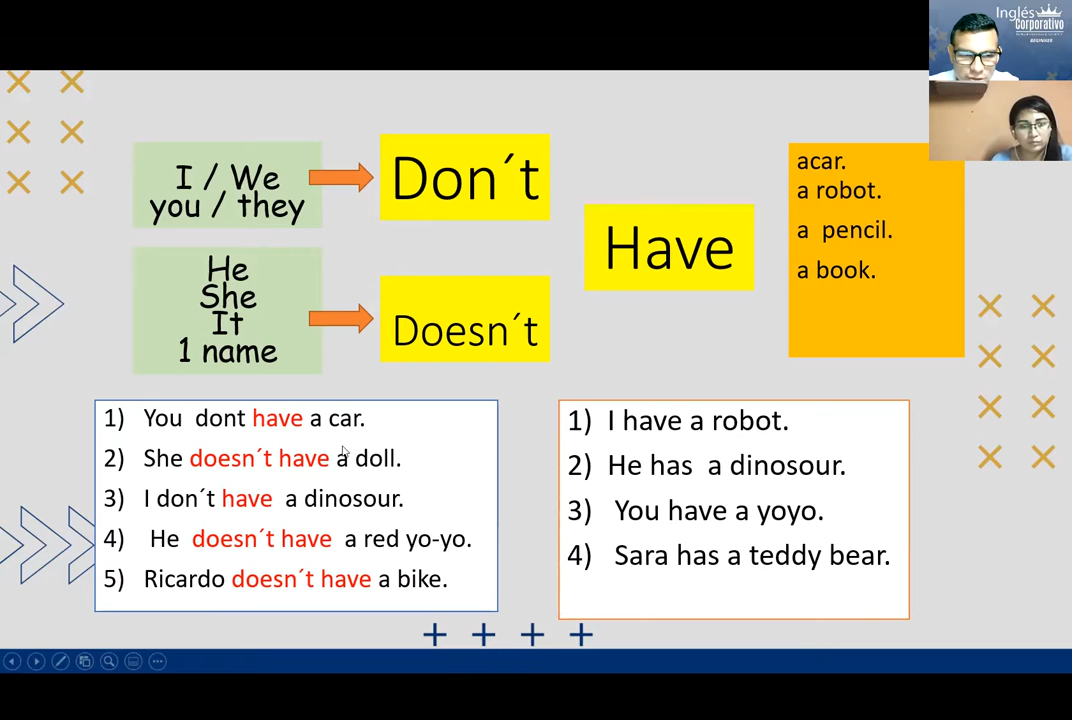 Inglés
Corporativo
BEGINNER
I / We
you / they
Don´t
He
She
It
1 name
Doesn´t
Have
acar.
a robot.
a  pencil.
a book.
1)  You  dont have a car.
2)  She doesn´t have a doll.
3)  I don´t have  a dinosour.
4)   He  doesn´t have  a red yo-yo.
5)  Ricardo doesn´t have a bike.
1)  I have a robot.
2)  He has  a dinosour.
3)   You have a yoyo.
4)   Sara has a teddy bear.